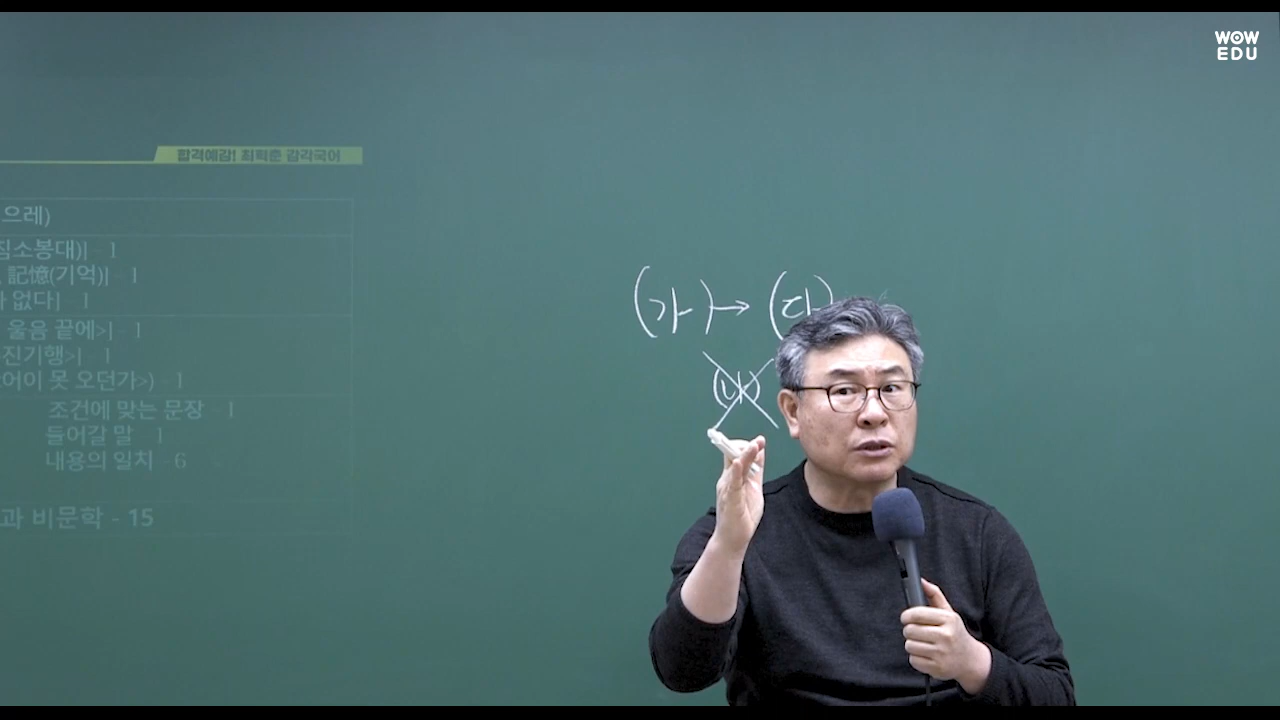 WOW
EDU
합격예감! 최학춘 감각국어
으레)
침소봉대)] - 1
記憶(기억)] - 1
없다] - 1
울음 끝에>] - 1
진기행>] - 1
어이 못 오던가>) - 1
조건에 맞는 문장 - 1
들어갈 말 - 1
내용의 일치 - 6
과 비문학 - 15
(가) → (다)
(나)